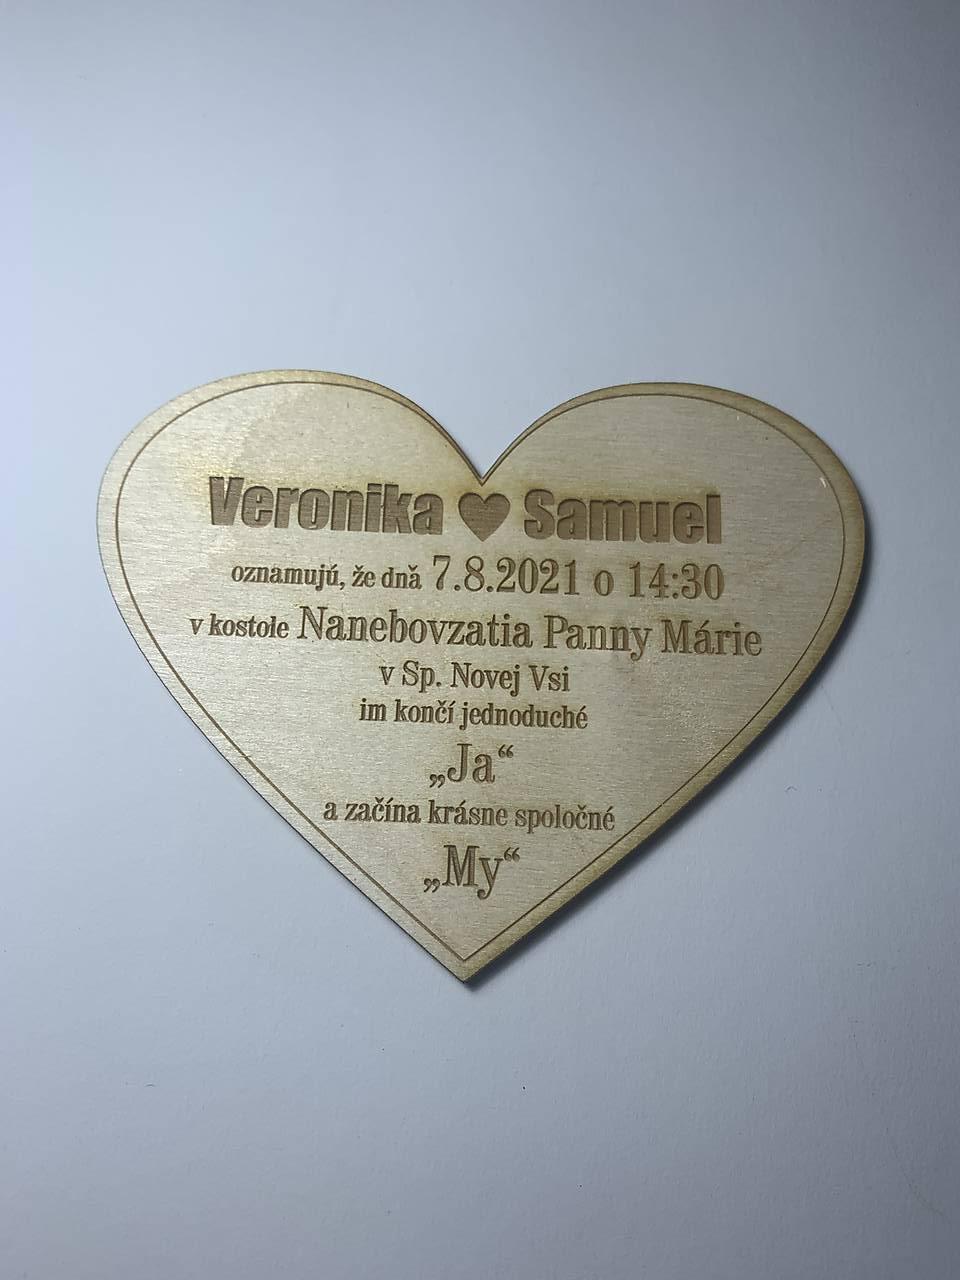 Veronika ♥ Samuel
oznamujú, že dňa 7.8.2021 o 14:30
v kostole Nanebovzatia Panny Márie
v Sp. Novej Vsi
im končí jednoduché
„Ja“
a začína krásne spoločné
„My“